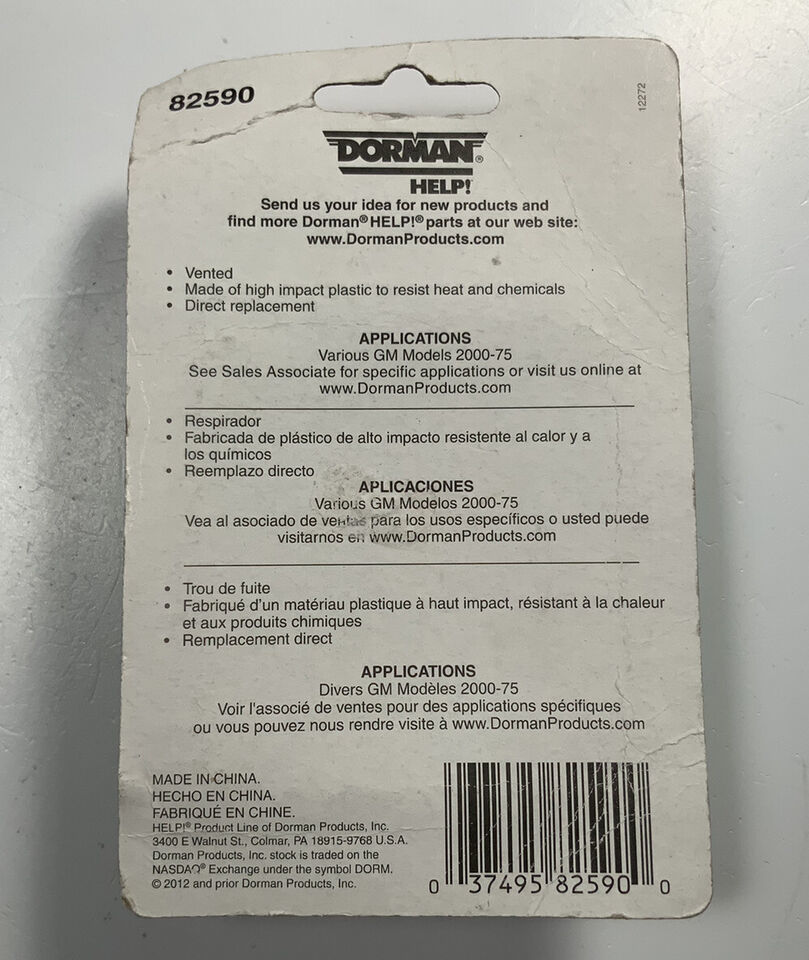 82590
12272
DORMAN®
HELP!
Send us your idea for new products and
find more Dorman® HELP!® parts at our web site:
www.DormanProducts.com
• Vented
• Made of high impact plastic to resist heat and chemicals
• Direct replacement
APPLICATIONS
Various GM Models 2000-75
See Sales Associate for specific applications or visit us online at
www.DormanProducts.com
• Respirador
• Fabricada de plástico de alto impacto resistente al calor y a
los químicos
• Reemplazo directo
APLICACIONES
Various GM Modelos 2000-75
Vea al asociado de ventas para los usos específicos o usted puede
visitarnos en www.DormanProducts.com
• Trou de fuite
• Fabriqué d'un matériau plastique à haut impact, résistant à la chaleur
et aux produits chimiques
• Remplacement direct
APPLICATIONS
Divers GM Modèles 2000-75
Voir l'associé de ventes pour des applications spécifiques
ou vous pouvez nous rendre visite à www.DormanProducts.com
MADE IN CHINA.
HECHO EN CHINA.
FABRIQUÉ EN CHINE.
HELP!® Product Line of Dorman Products, Inc.
3400 E Walnut St., Colmar, PA 18915-9768 U.S.A.
Dorman Products, Inc. stock is traded on the
NASDAQ® Exchange under the symbol DORM.
© 2012 and prior Dorman Products, Inc.
0 37495 82590 0